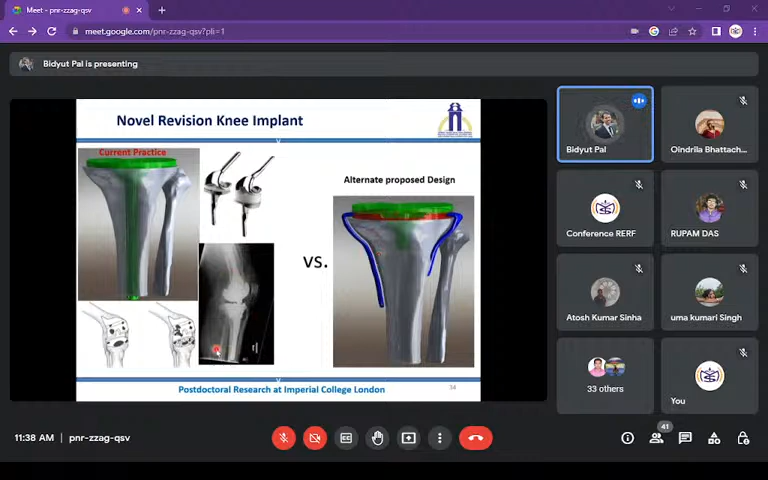 Meet - pnr-zzag-qsv
meet.google.com/pnr-zzag-qsv?pli=1
Bidyut Pal is presenting
Novel Revision Knee Implant
Current Practice
Alternate proposed Design
vs.
Postdoctoral Research at Imperial College London
34
Bidyut Pal
Oindrila Bhattach...
Conference RERF
RUPAM DAS
Atosh Kumar Sinha
uma kumari Singh
33 others
You
11:38 AM | pnr-zzag-qsv
41